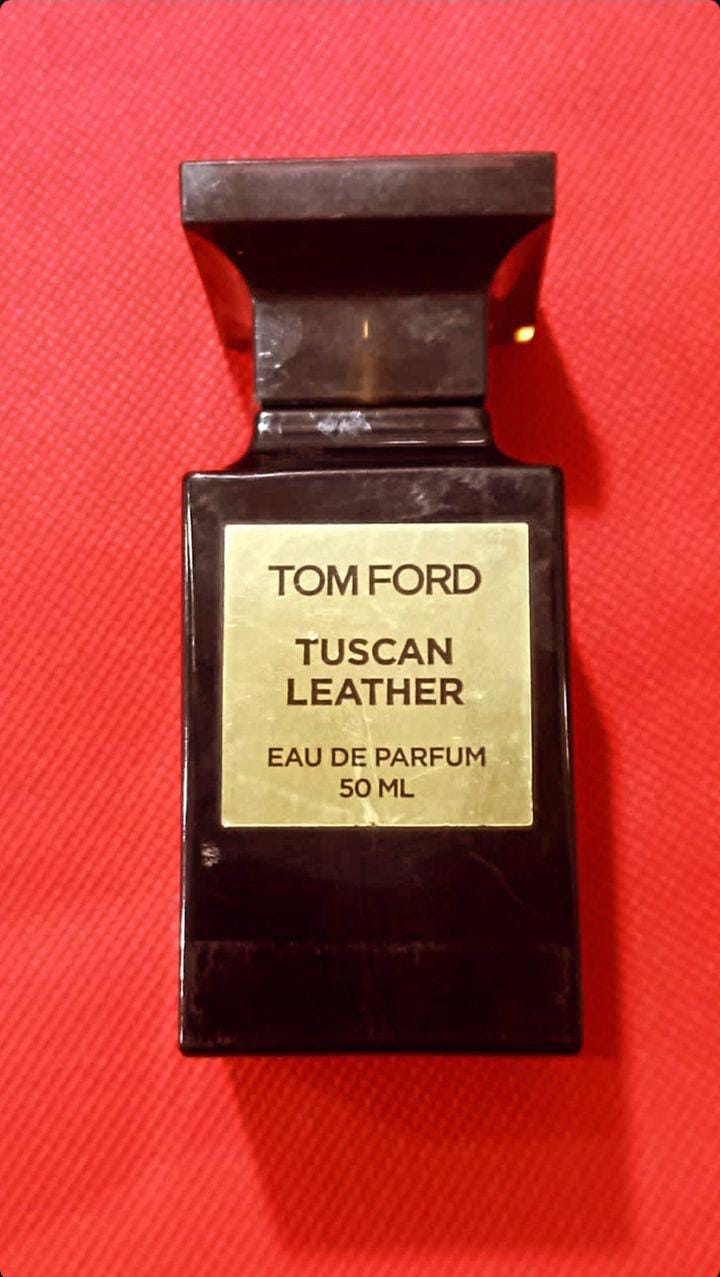 TOM FORD
TUSCAN
LEATHER
EAU DE PARFUM
50 ML